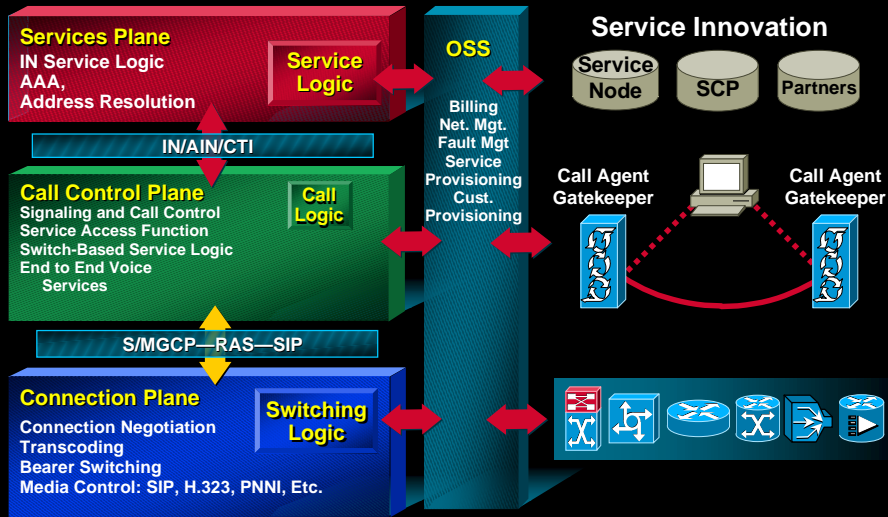 Services Plane
IN Service Logic
AAA,
Address Resolution
Service
Logic
IN/AIN/CTI
Call Control Plane
Signaling and Call Control
Service Access Function
Switch-Based Service Logic
End to End Voice
Services
Call
Logic
S/MGCP—RAS—SIP
Connection Plane
Connection Negotiation
Transcoding
Bearer Switching
Media Control: SIP, H.323, PNNI, Etc.
Switching
Logic
OSS
Billing
Net. Mgt.
Fault Mgt
Service
Provisioning
Cust.
Provisioning
Service Innovation
Service
Node
SCP
Partners
Call Agent
Gatekeeper
Call Agent
Gatekeeper